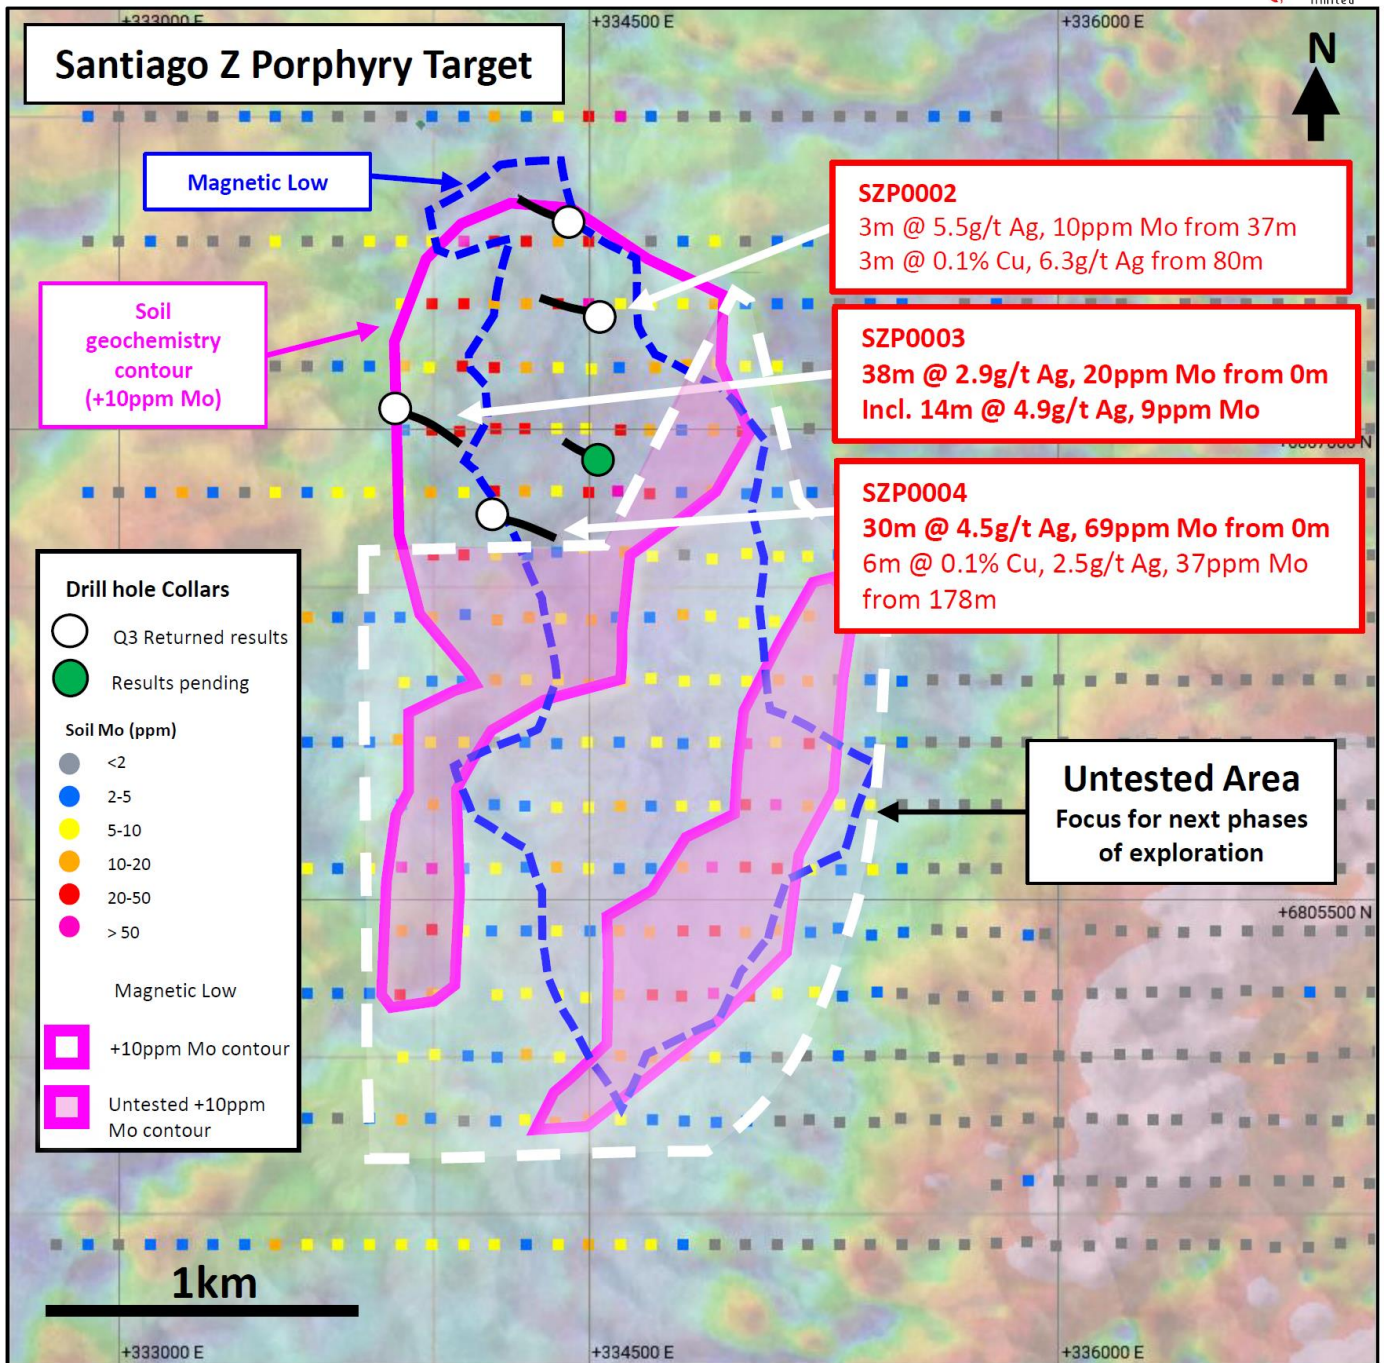 limited
+333000 E
+334500 E
+336000 E
Santiago Z Porphyry Target
N
Magnetic Low
SZP0002
3m @ 5.5g/t Ag, 10ppm Mo from 37m
3m @ 0.1% Cu, 6.3g/t Ag from 80m
Soil
geochemistry
contour
(+10ppm Mo)
SZP0003
38m @ 2.9g/t Ag, 20ppm Mo from 0m
Incl. 14m @ 4.9g/t Ag, 9ppm Mo
SZP0004
30m @ 4.5g/t Ag, 69ppm Mo from 0m
6m @ 0.1% Cu, 2.5g/t Ag, 37ppm Mo
from 178m
Drill hole Collars
Q3 Returned results
Results pending
Soil Mo (ppm)
<2
2-5
5-10
10-20
20-50
> 50
Magnetic Low
+10ppm Mo contour
Untested +10ppm
Mo contour
Untested Area
Focus for next phases
of exploration
+6805500 N
1km
+333000 E
+334500 E
+336000 E